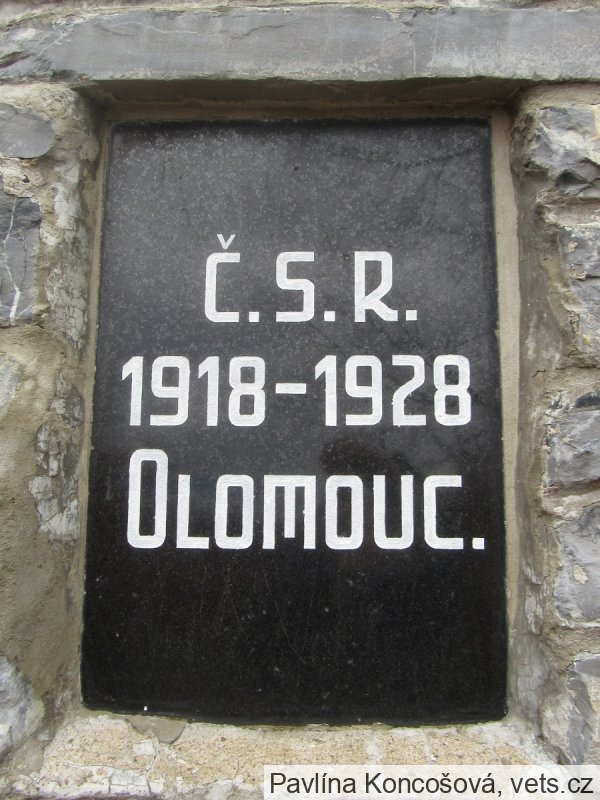 Č.S.R.
1918-1928
OLOMOUC.
Pavlína Koncošová, vets.cz